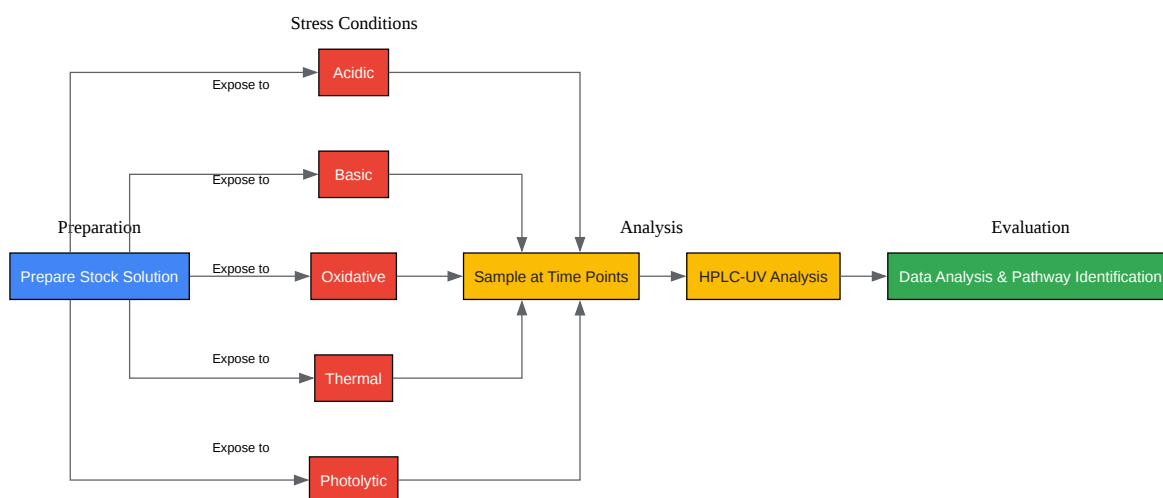 Stress Conditions
Acidic
Expose to
Basic
Expose to
Preparation
Analysis
Evaluation
Prepare Stock Solution
Expose to
Oxidative
Sample at Time Points
HPLC-UV Analysis
Data Analysis & Pathway Identification
Expose to
Thermal
Expose to
Photolytic